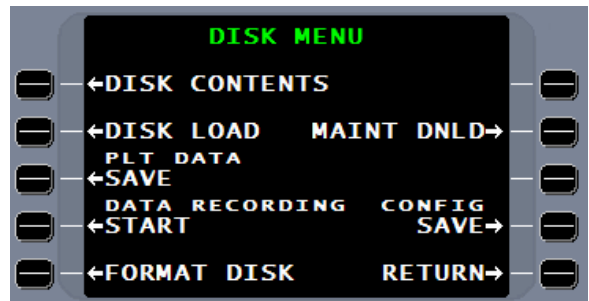 DISK MENU
←DISK CONTENTS
←DISK LOAD MAINT DNLD→
PLT DATA
←SAVE
DATA RECORDING CONFIG
←START SAVE→
←FORMAT DISK RETURN→